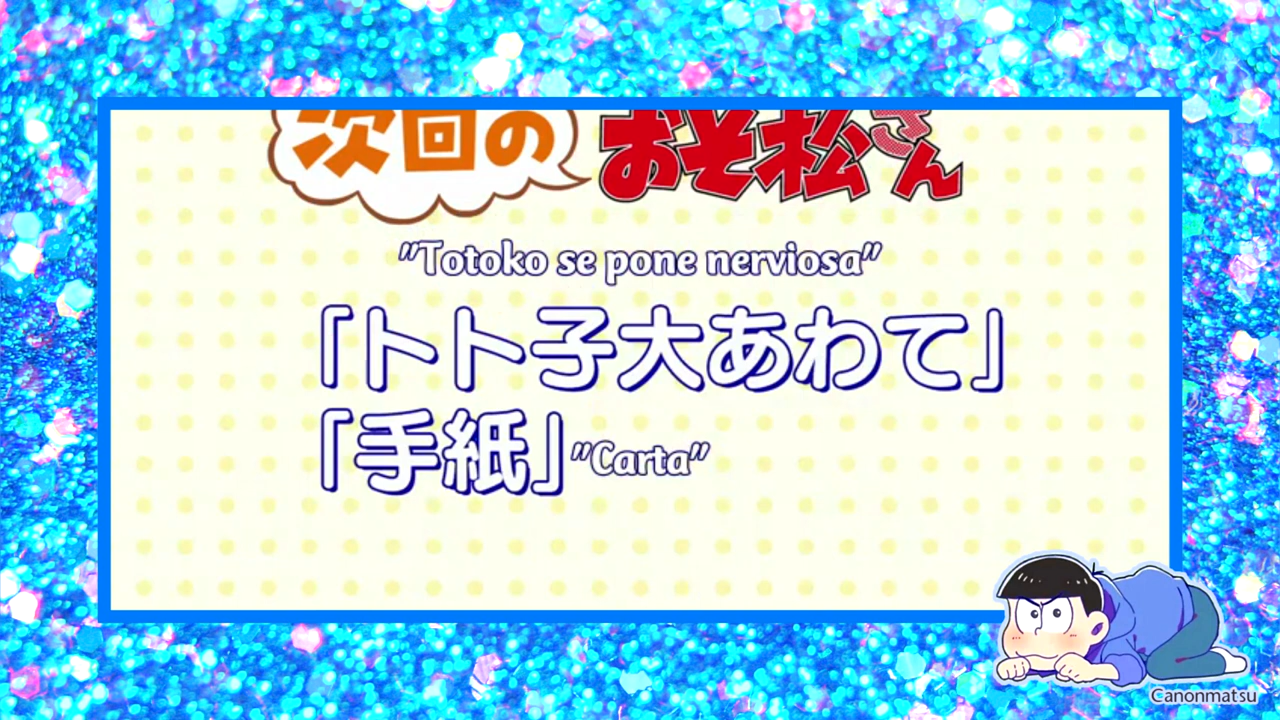 次回の おそ松さん
"Totoko se pone nerviosa"
「トト子大あわて」
「手紙」"Carta"
Canonmatsu